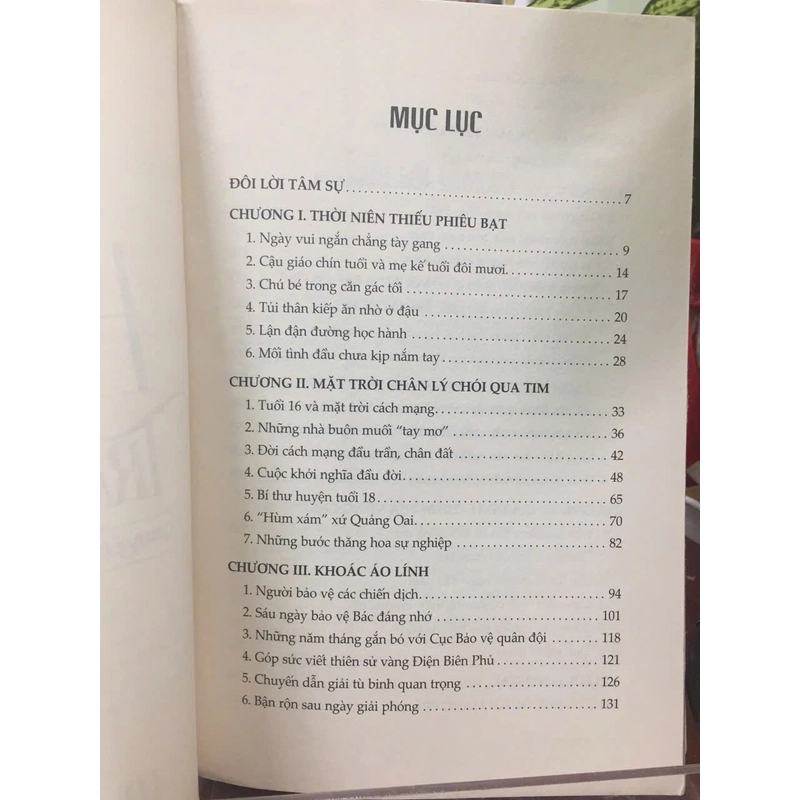 MỤC LỤC
ĐÔI LỜI TÂM SỰ........................................7
CHƯƠNG I. THỜI NIÊN THIẾU PHIÊU BẠT
1. Ngày vui ngắn chẳng tày gang ........................... 9
2. Cậu giáo chín tuổi và mẹ kế tuổi đôi mươi. ................. 14
3. Chú bé trong căn gác tối ................................ 17
4. Tủi thân kiếp ăn nhờ ở đậu .............................. 20
5. Lận đận đường học hành ................................ 24
6. Mối tình đầu chưa kịp nắm tay ........................... 28
CHƯƠNG II. MẶT TRỜI CHÂN LÝ CHÓI QUA TIM
1. Tuổi 16 và mặt trời cách mạng. ........................... 33
2. Những nhà buôn muối “tay mơ” .......................... 36
3. Đời cách mạng đầu trần, chân đất ......................... 42
4. Cuộc khởi nghĩa đầu đời. ............................... 48
5. Bí thư huyện tuổi 18 .................................... 65
6. “Hùm xám” xứ Quảng Oai. .............................. 70
7. Những bước thăng hoa sự nghiệp ......................... 82
CHƯƠNG III. KHOÁC ÁO LÍNH
1. Người bảo vệ các chiến dịch. ............................. 94
2. Sáu ngày bảo vệ Bác đáng nhớ .......................... 101
3. Những năm tháng gắn bó với Cục Bảo vệ quân đội ........ 118
4. Góp sức viết thiên sử vàng Điện Biên Phủ ................. 121
5. Chuyến dẫn giải tù binh quan trọng ...................... 126
6. Bận rộn sau ngày giải phóng ............................ 131